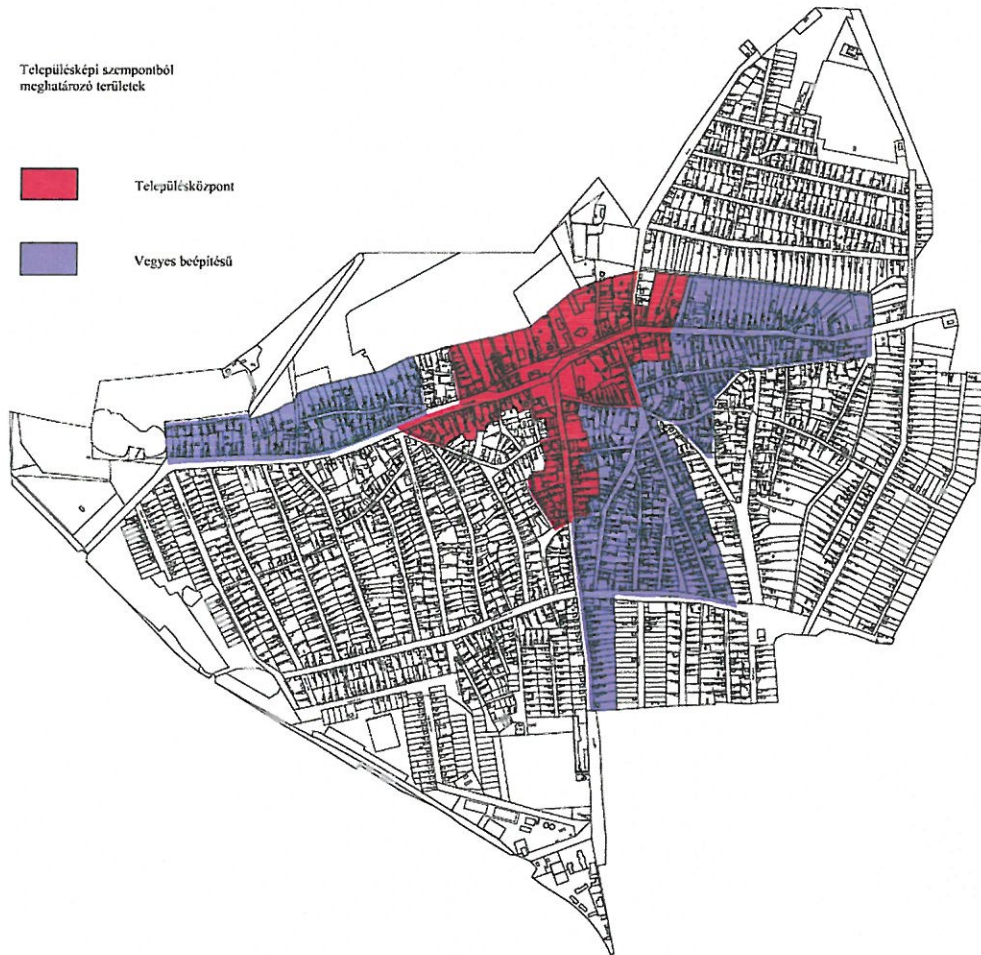 Településképi szempontból
meghatározó területek
Településközpont
Vegyes beépítésű